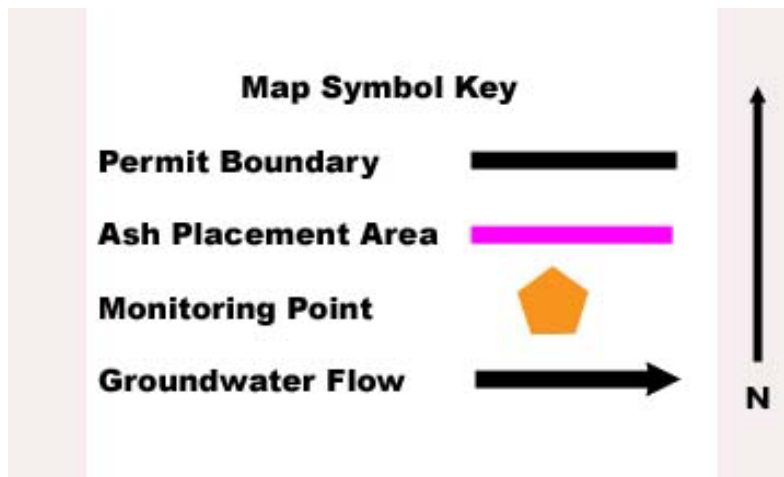 Map Symbol Key
Permit Boundary
Ash Placement Area
Monitoring Point
Groundwater Flow
N